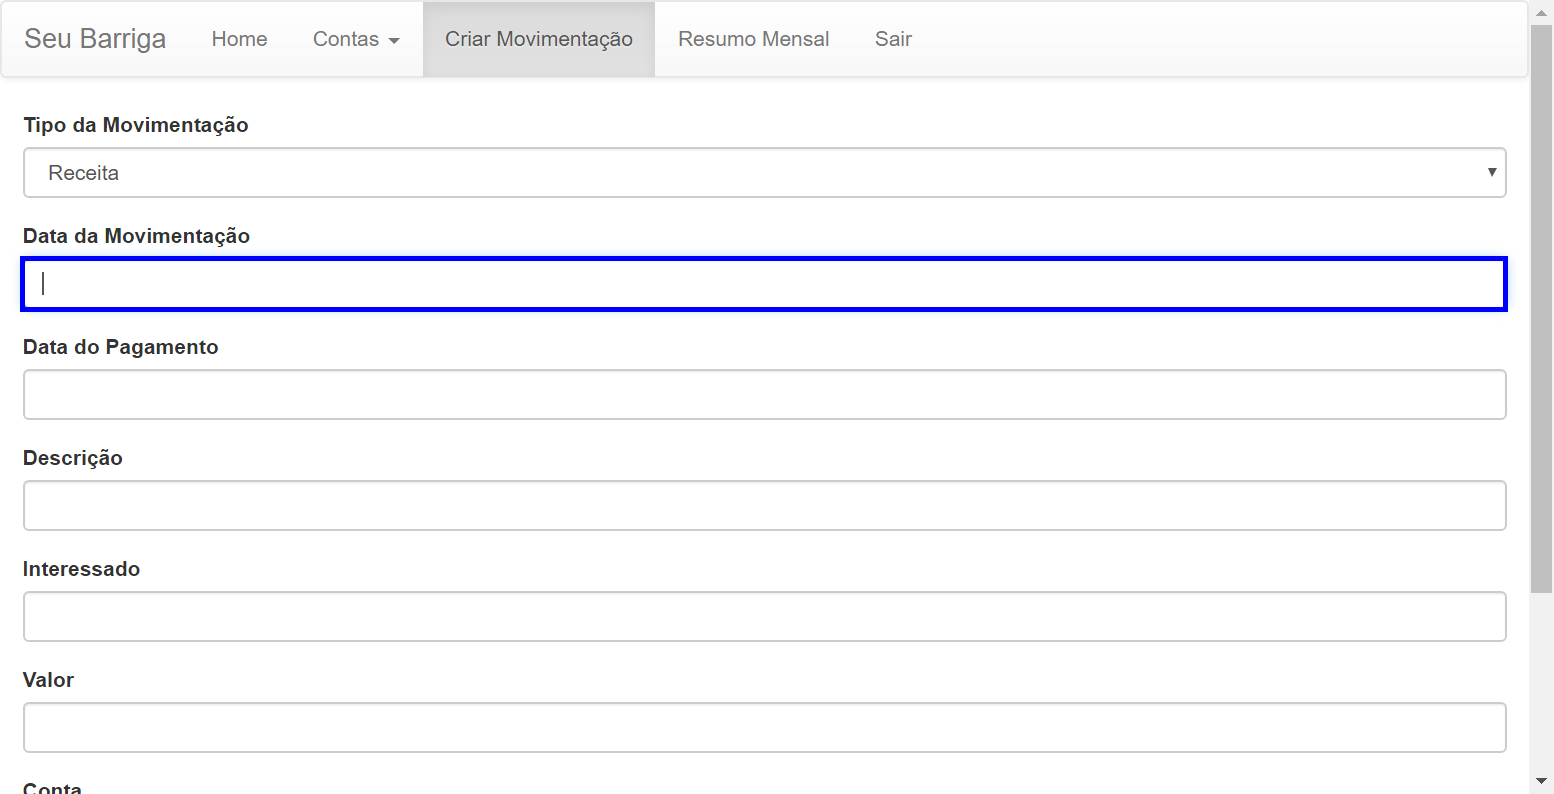 Seu Barriga Home Contas Criar Movimentação Resumo Mensal Sair
Tipo da Movimentação
Receita
Data da Movimentação
Data do Pagamento
Descrição
Interessado
Valor
Conta